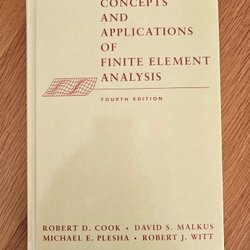 CONCEPTS
AND
APPLICATIONS
OF
FINITE ELEMENT
ANALYSIS
FOURTH EDITION
ROBERT D. COOK • DAVID S. MALKUS
MICHAEL E. PLESHA • ROBERT J. WITT